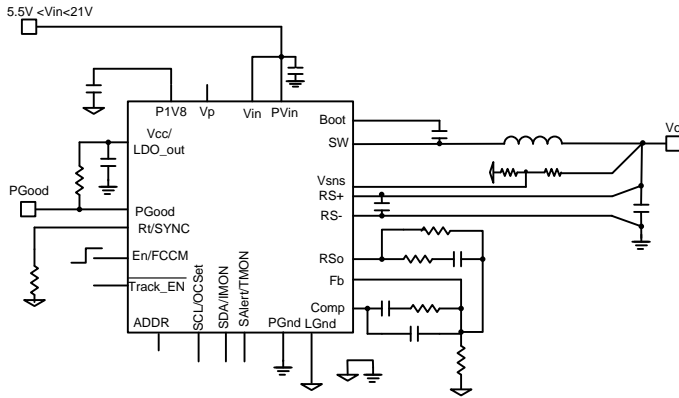 5.5V <Vin<21V
P1V8
Vp
Vin
PVin
Boot
Vcc/
LDO_out
SW
Vo
PGood
Vsns
RS+
PGood
RS-
Rt/SYNC
En/FCCM
RSo
Track_EN
Fb
Comp
ADDR
SCL/OCSet
SDA/IMON
SAlert/TMON
PGnd
LGnd